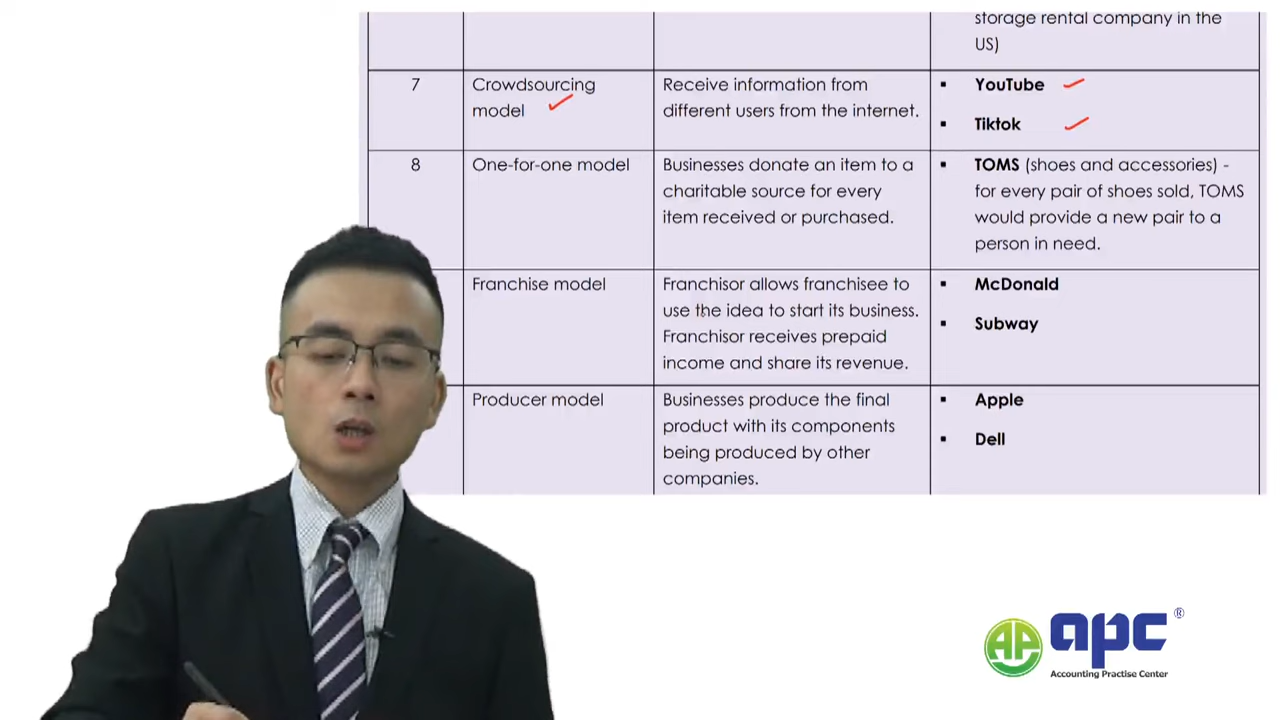 storage rental company in the
US)
7
Crowdsourcing
model
Receive information from
different users from the internet.
▪ YouTube
▪ Tiktok
8
One-for-one model
Businesses donate an item to a
charitable source for every
item received or purchased.
▪ TOMS (shoes and accessories) -
for every pair of shoes sold, TOMS
would provide a new pair to a
person in need.
Franchise model
Franchisor allows franchisee to
use the idea to start its business.
Franchisor receives prepaid
income and share its revenue.
▪ McDonald
▪ Subway
Producer model
Businesses produce the final
product with its components
being produced by other
companies.
▪ Apple
▪ Dell
AP
apc®
Accounting Practise Center